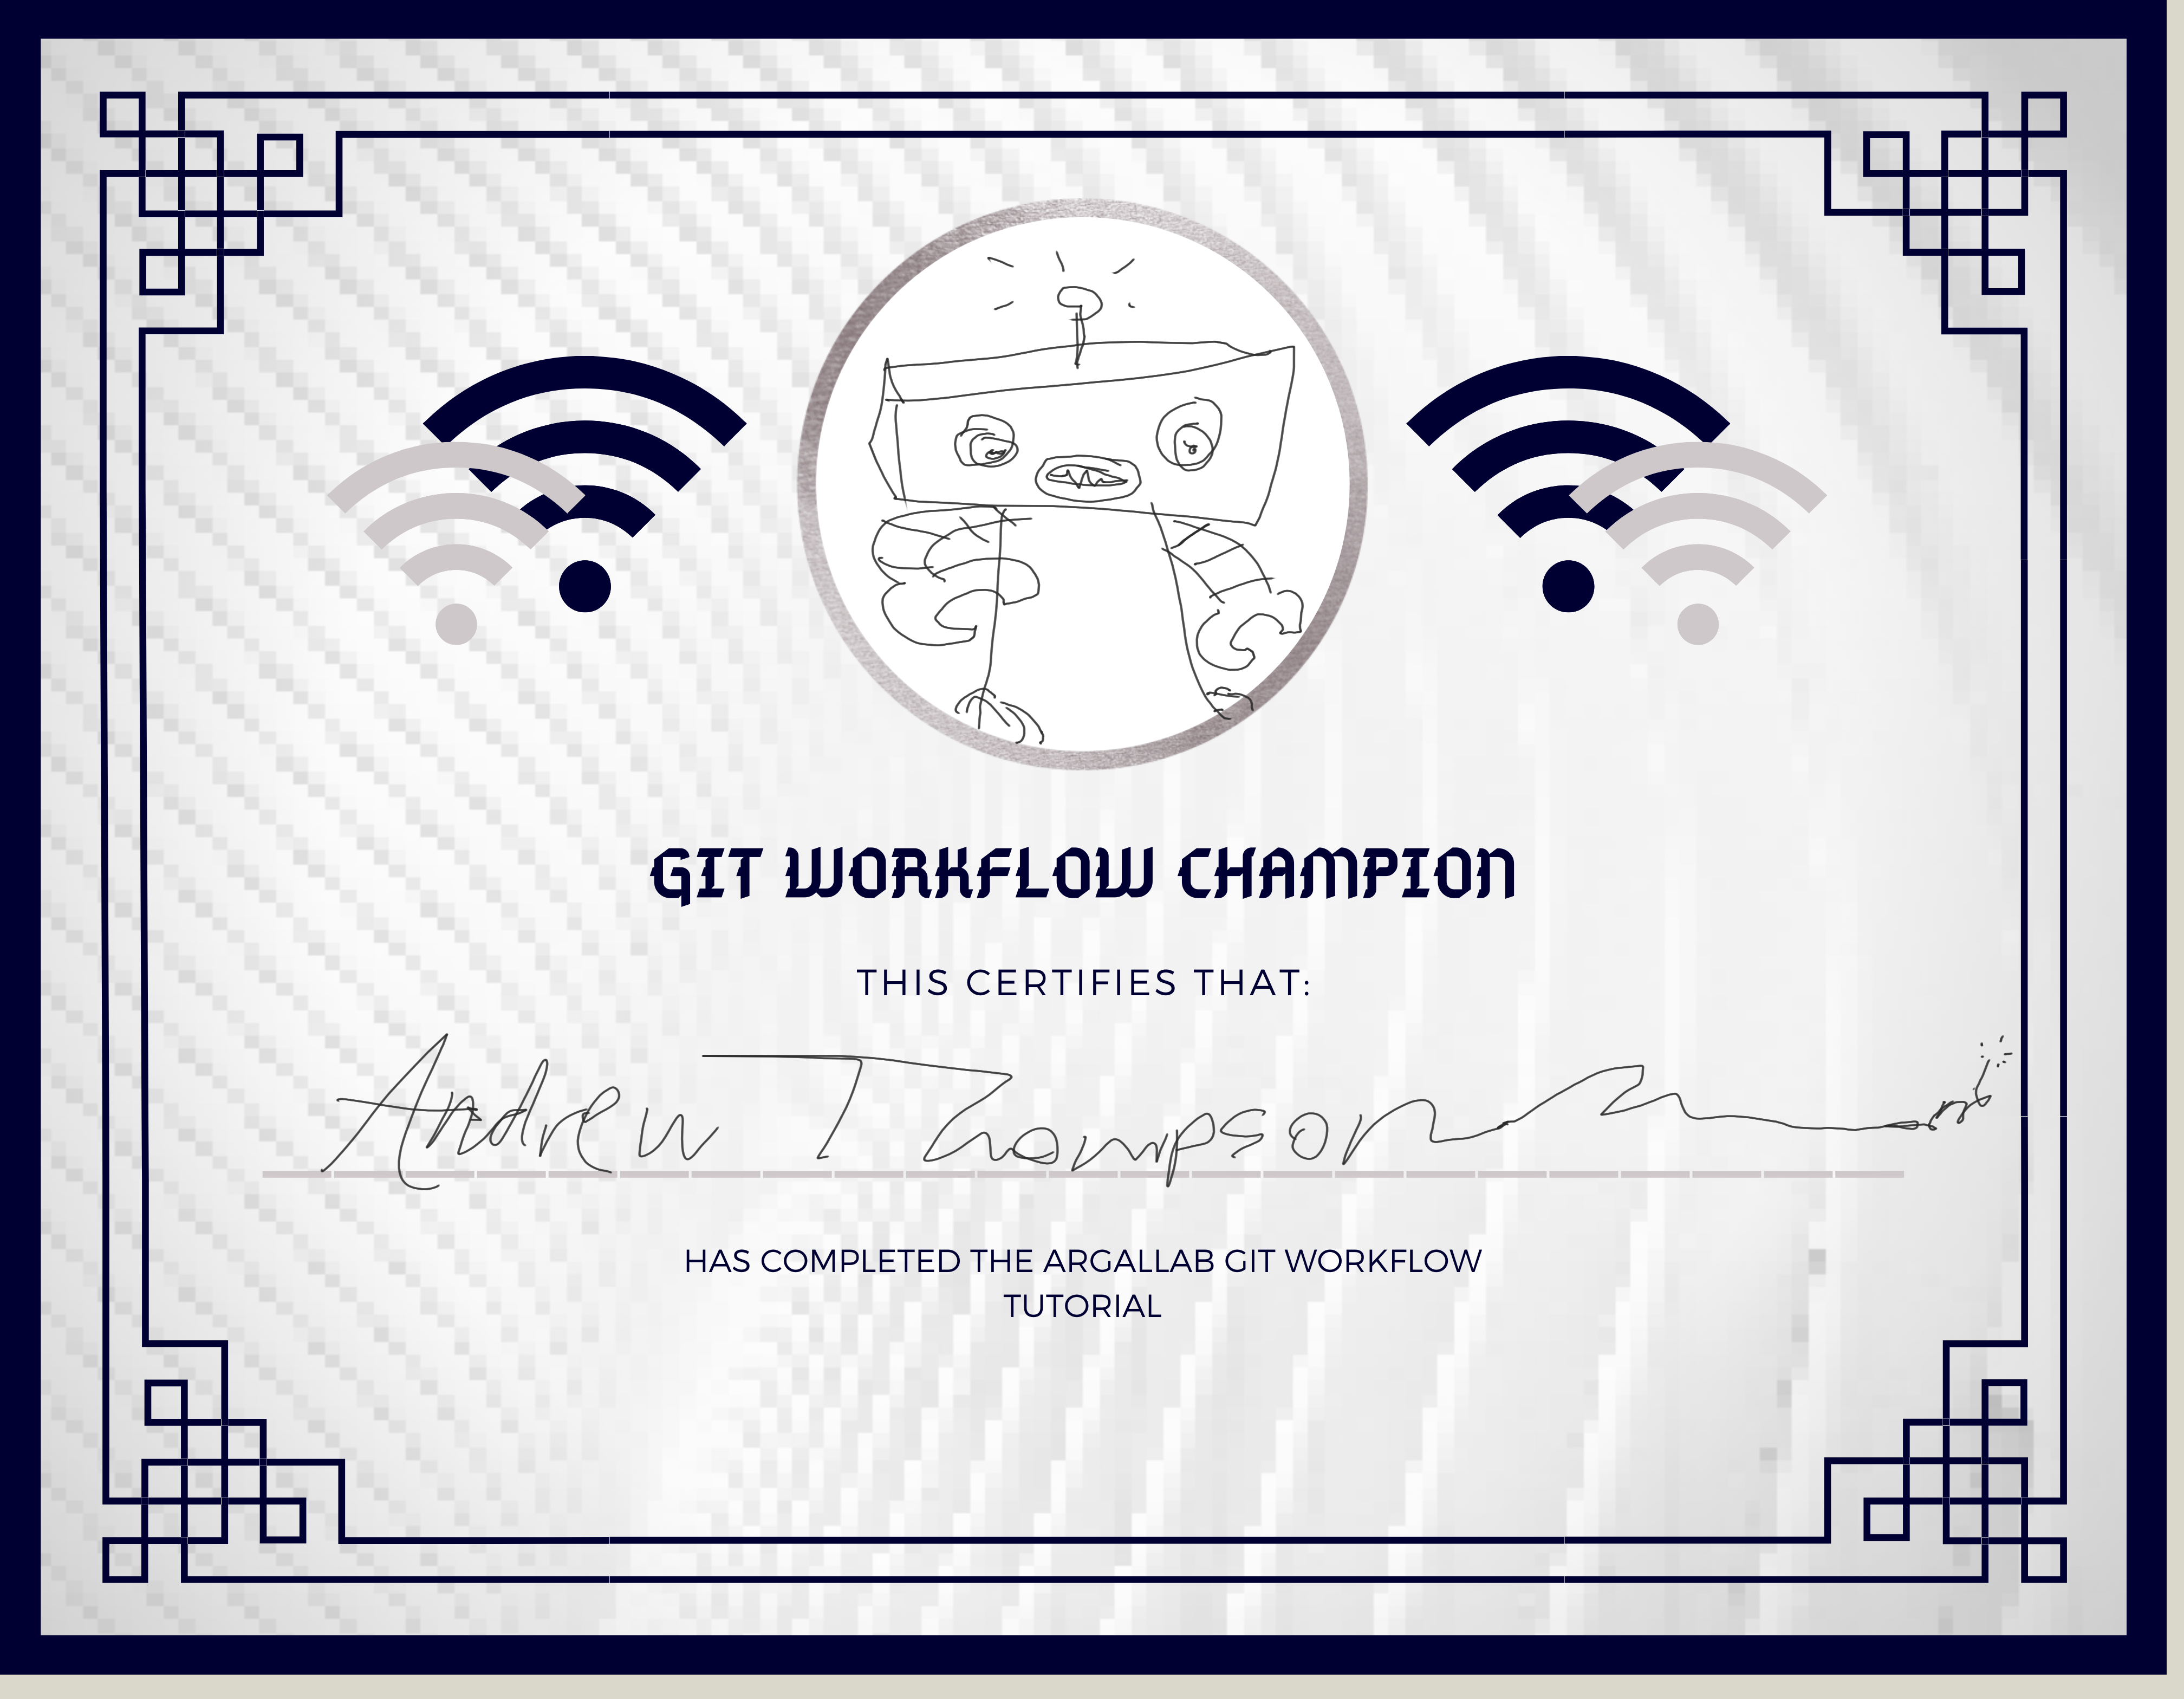 GIT WORKFLOW CHAMPION
THIS CERTIFIES THAT:
Andrew Thompson
HAS COMPLETED THE ARGALLAB GIT WORKFLOW
TUTORIAL